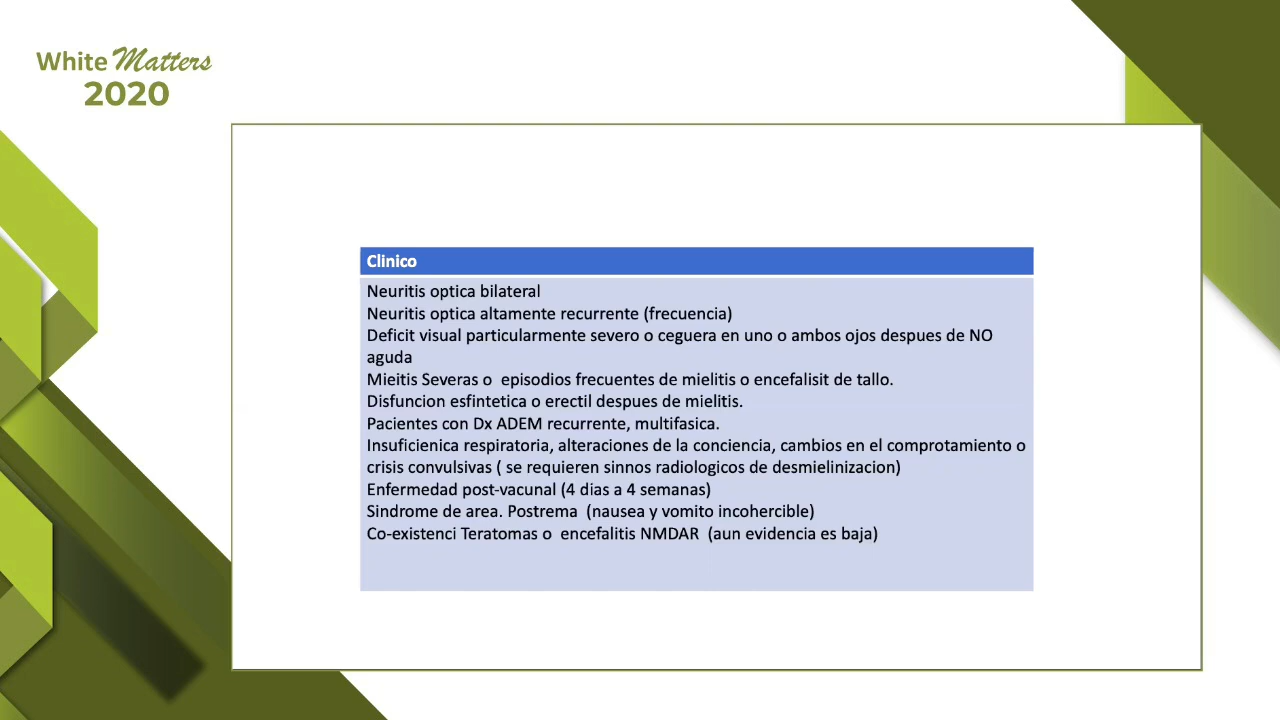 White Matters
2020
Clinico
Neuritis optica bilateral
Neuritis optica altamente recurrente (frecuencia)
Deficit visual particularmente severo o ceguera en uno o ambos ojos despues de NO
aguda
Mieitis Severas o episodios frecuentes de mielitis o encefalisit de tallo.
Disfuncion esfintetica o erectil despues de mielitis.
Pacientes con Dx ADEM recurrente, multifasica.
Insuficienica respiratoria, alteraciones de la conciencia, cambios en el comprotamiento o
crisis convulsivas ( se requieren sinnos radiologicos de desmielinizacion)
Enfermedad post-vacunal (4 dias a 4 semanas)
Sindrome de area. Postrema (nausea y vomito incohercible)
Co-existenci Teratomas o encefalitis NMDAR (aun evidencia es baja)